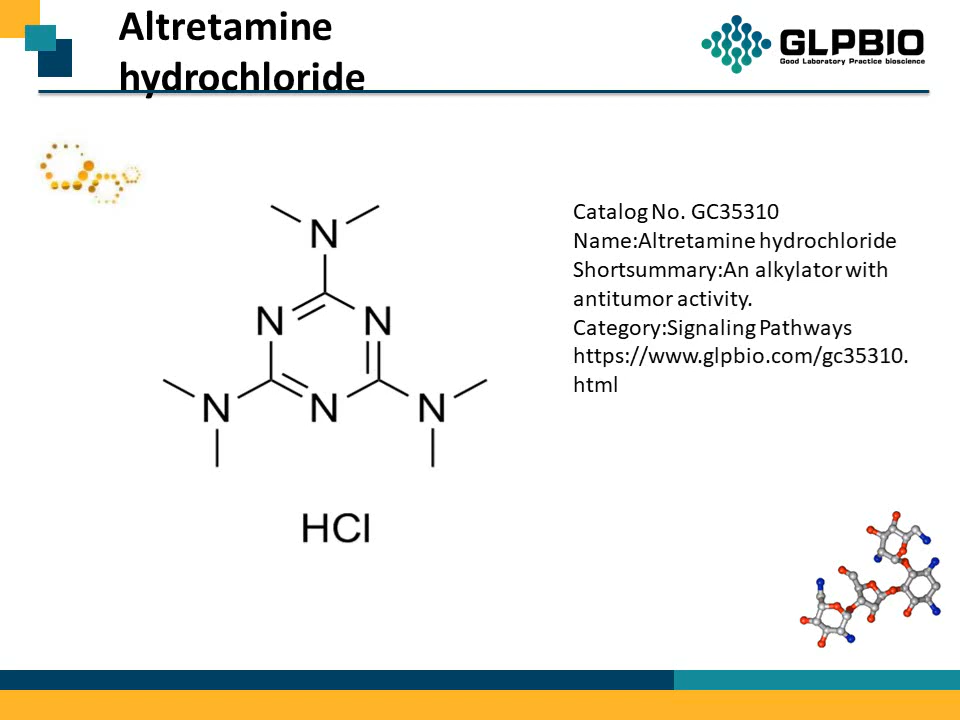 Altretamine
hydrochloride
GLPBIO
Good Laboratory Practice bioscience
Catalog No. GC35310
Name:Altretamine hydrochloride
Shortsummary:An alkylator with
antitumor activity.
Category:Signaling Pathways
https://www.glpbio.com/gc35310.
html
N
N N
N N N
HCl